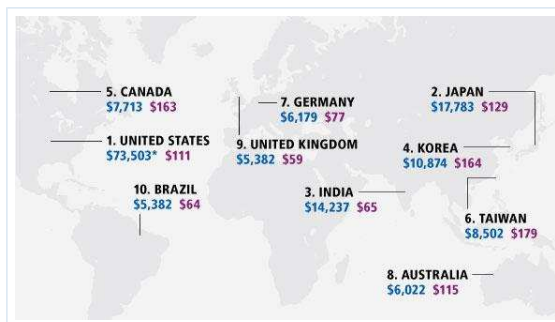 5. CANADA
$7,713 $163
1. UNITED STATES
$73,503* $111
10. BRAZIL
$5,382 $64
7. GERMANY
$6,179 $77
9. UNITED KINGDOM
$5,382 $59
3. INDIA
$14,237 $65
2. JAPAN
$17,783 $129
4. KOREA
$10,874 $164
6. TAIWAN
$8,502 $179
8. AUSTRALIA
$6,022 $115